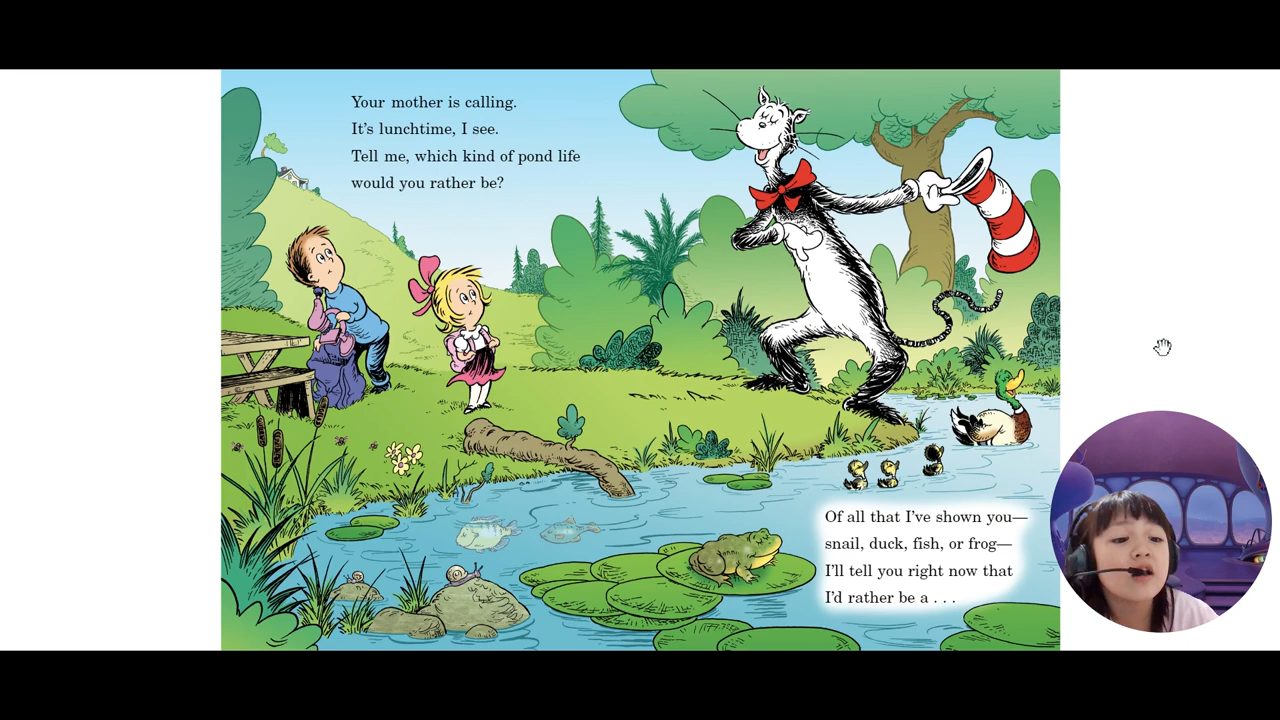 Your mother is calling.
It's lunchtime, I see.
Tell me, which kind of pond life
would you rather be?
Of all that I've shown you—
snail, duck, fish, or frog—
I'll tell you right now that
I'd rather be a . . .